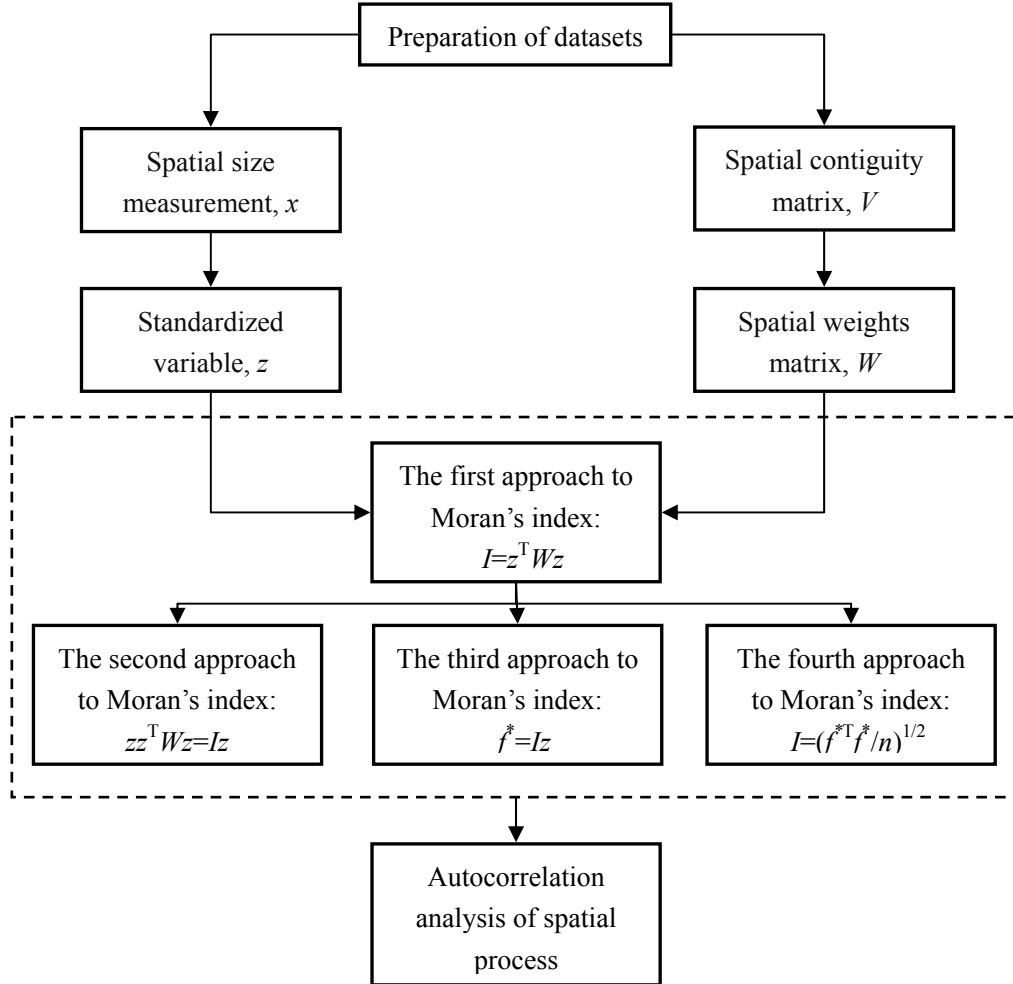 Preparation of datasets
Spatial size
measurement, x
Spatial contiguity
matrix, V
Standardized
variable, z
Spatial weights
matrix, W
The first approach to
Moran’s index:
I=zᵀWz
The second approach
to Moran’s index:
zzᵀWz=Iz
The third approach to
Moran’s index:
f*=Iz
The fourth approach
to Moran’s index:
I=(f*ᵀf*/n)^1/2
Autocorrelation
analysis of spatial
process